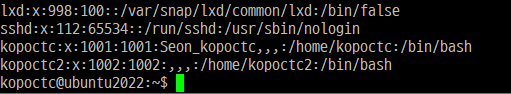 lxd:x:998:100::/var/snap/lxd/common/lxd:/bin/false
sshd:x:112:65534::/run/sshd:/usr/sbin/nologin
kopoctc:x:1001:1001:Seon_kopoctc,,,:/home/kopoctc:/bin/bash
kopoctc2:x:1002:1002:,,,:/home/kopoctc2:/bin/bash
kopoctc@ubuntu2022:~$